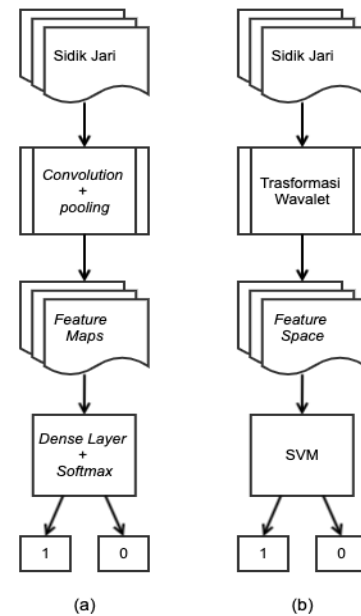 Sidik Jari
Convolution
+
pooling
Feature
Maps
Dense Layer
+
Softmax
1
0
(a)
Sidik Jari
Trasformasi
Wavalet
Feature
Space
SVM
1
0
(b)